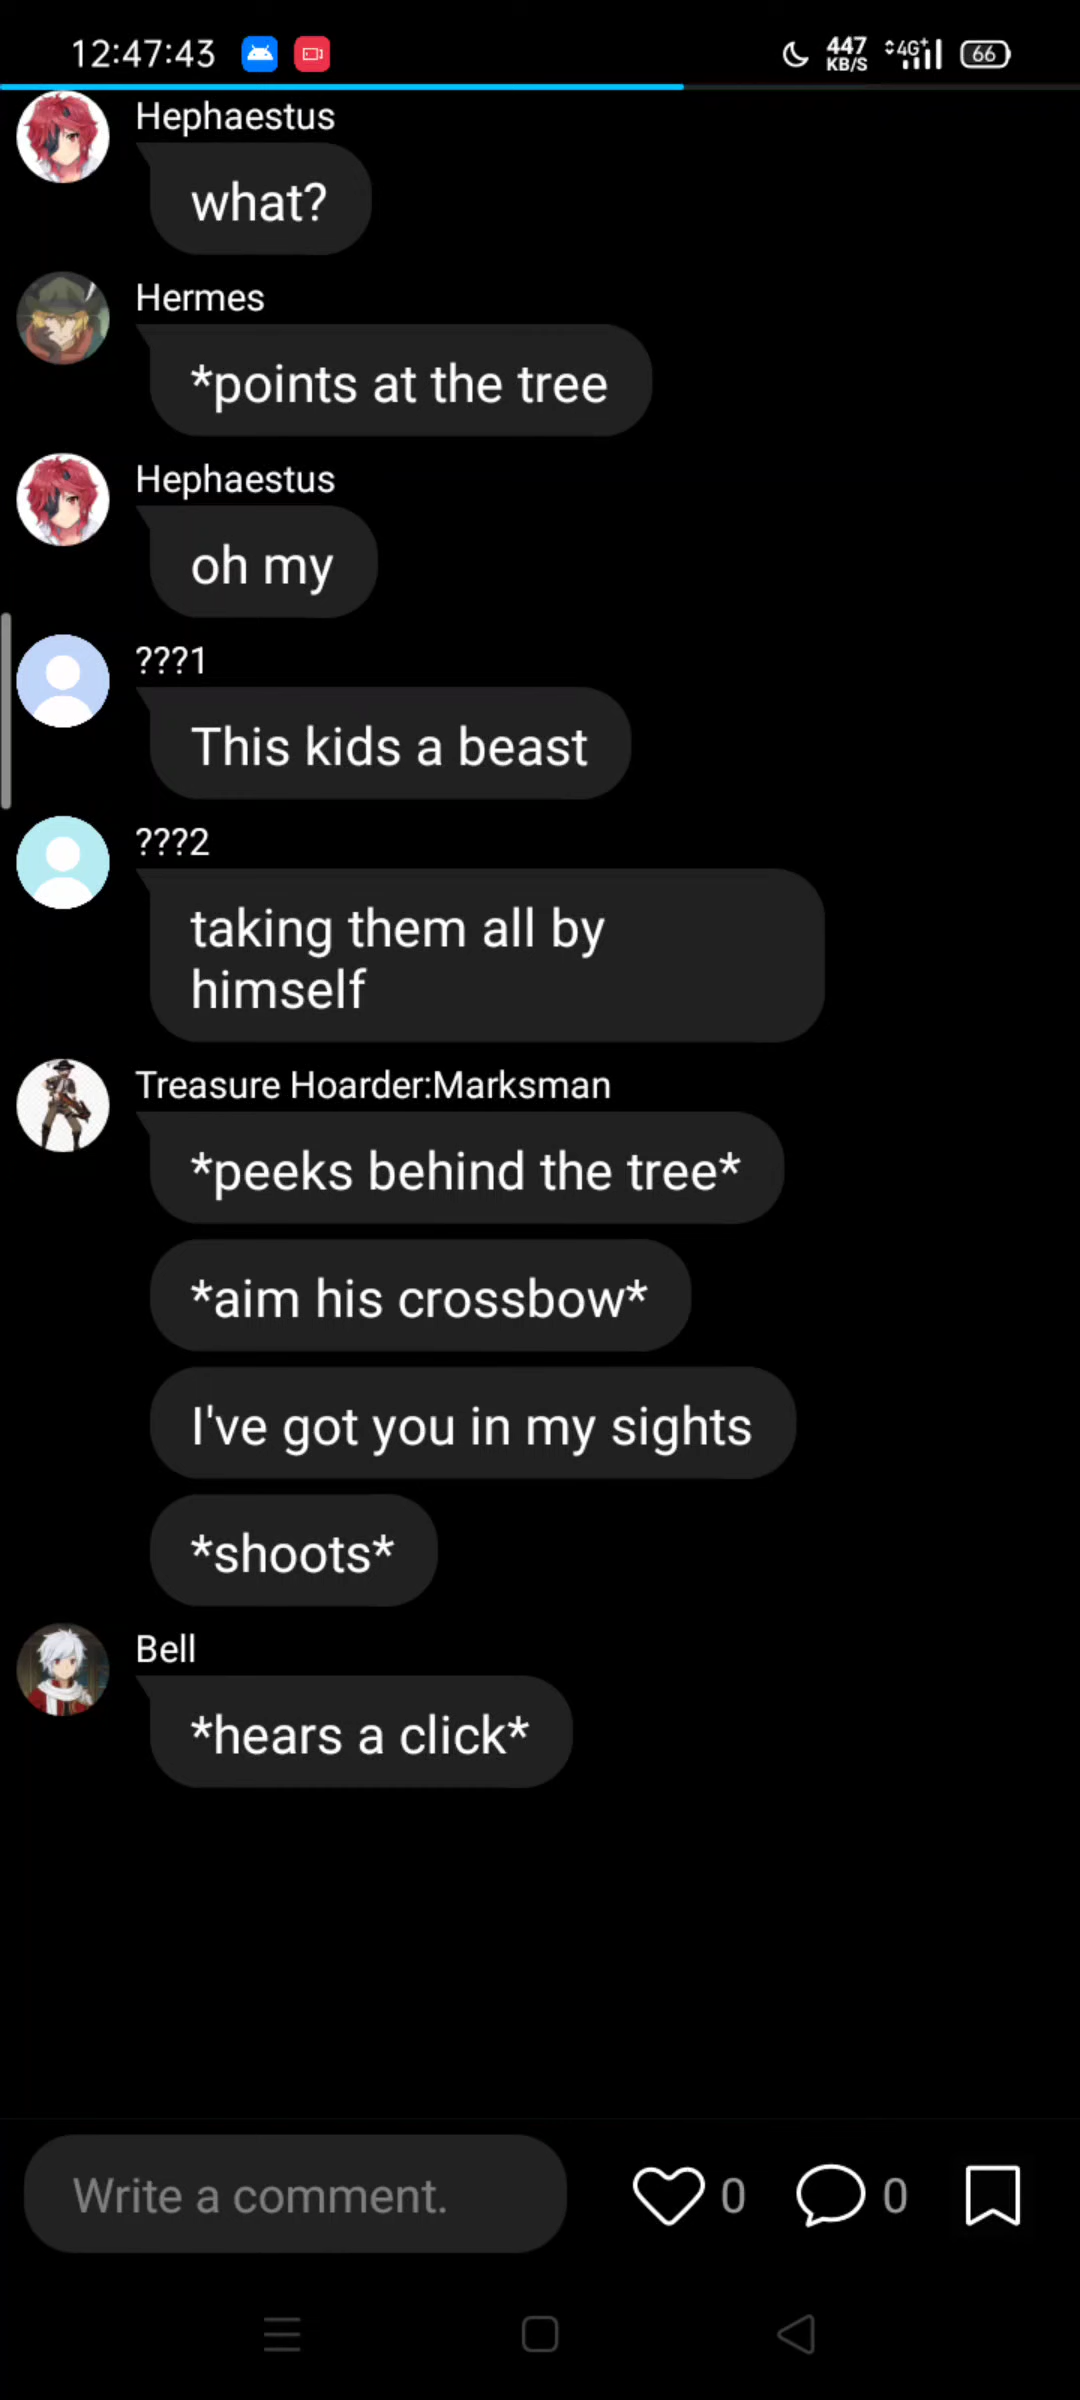 12:47:43
447
KB/S
4G+
66
Hephaestus
what?
Hermes
*points at the tree
Hephaestus
oh my
???1
This kids a beast
???2
taking them all by
himself
Treasure Hoarder:Marksman
*peeks behind the tree*
*aim his crossbow*
I've got you in my sights
*shoots*
Bell
*hears a click*
Write a comment.
0
0